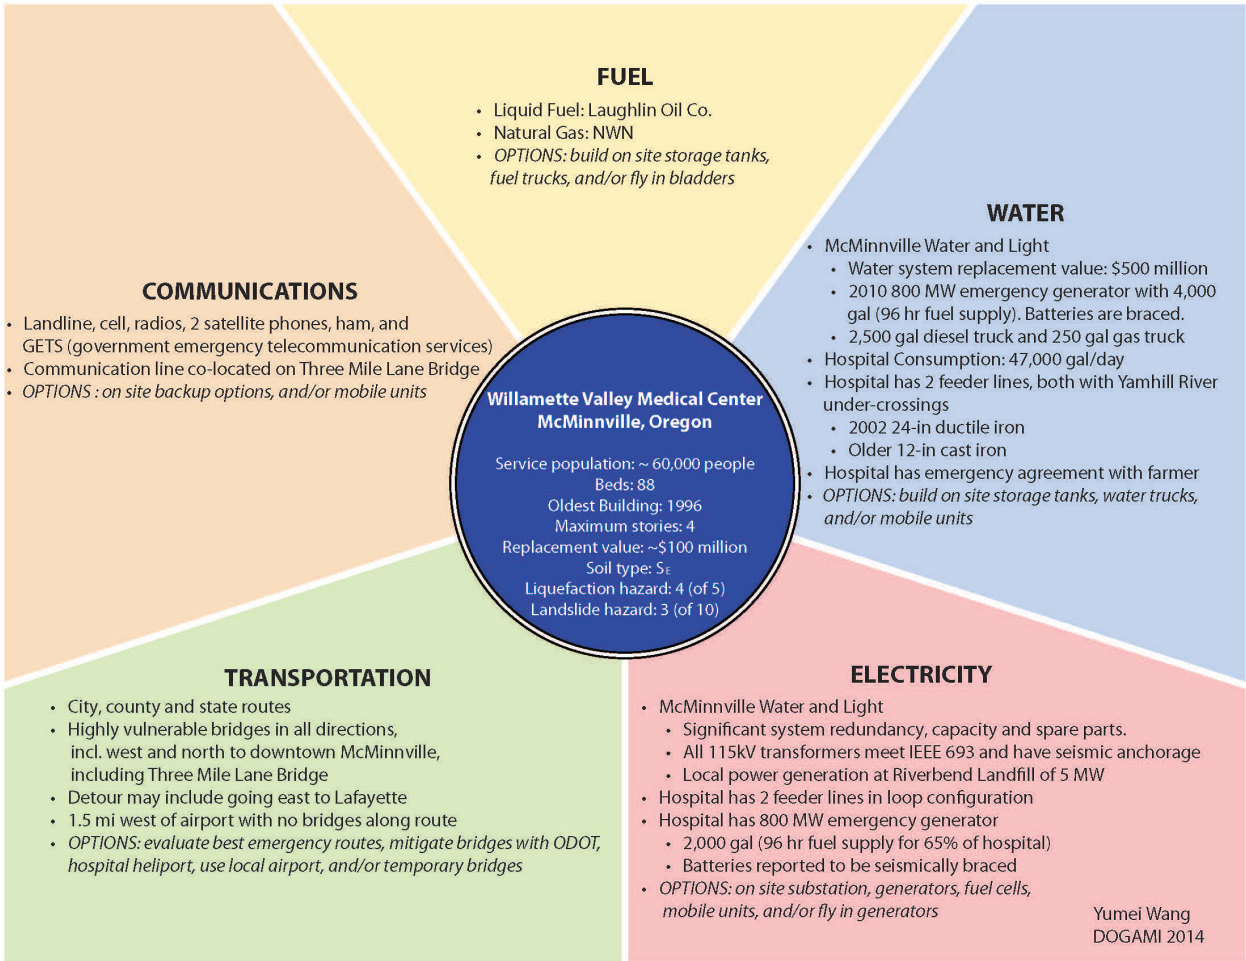 FUEL
• Liquid Fuel: Laughlin Oil Co.
• Natural Gas: NWN
• OPTIONS: build on site storage tanks,
fuel trucks, and/or fly in bladders
WATER
• McMinnville Water and Light
• Water system replacement value: $500 million
• 2010 800 MW emergency generator with 4,000
gal (96 hr fuel supply). Batteries are braced.
• 2,500 gal diesel truck and 250 gal gas truck
• Hospital Consumption: 47,000 gal/day
• Hospital has 2 feeder lines, both with Yamhill River
under-crossings
• 2002 24-in ductile iron
• Older 12-in cast iron
• Hospital has emergency agreement with farmer
• OPTIONS: build on site storage tanks, water trucks,
and/or mobile units
COMMUNICATIONS
• Landline, cell, radios, 2 satellite phones, ham, and
GETS (government emergency telecommunication services)
• Communication line co-located on Three Mile Lane Bridge
• OPTIONS : on site backup options, and/or mobile units
Willamette Valley Medical Center
McMinnville, Oregon
Service population: ~ 60,000 people
Beds: 88
Oldest Building: 1996
Maximum stories: 4
Replacement value: ~$100 million
Soil type: SE
Liquefaction hazard: 4 (of 5)
Landslide hazard: 3 (of 10)
TRANSPORTATION
• City, county and state routes
• Highly vulnerable bridges in all directions,
incl. west and north to downtown McMinnville,
including Three Mile Lane Bridge
• Detour may include going east to Lafayette
• 1.5 mi west of airport with no bridges along route
• OPTIONS: evaluate best emergency routes, mitigate bridges with ODOT,
hospital heliport, use local airport, and/or temporary bridges
ELECTRICITY
• McMinnville Water and Light
• Significant system redundancy, capacity and spare parts.
• All 115kV transformers meet IEEE 693 and have seismic anchorage
• Local power generation at Riverbend Landfill of 5 MW
• Hospital has 2 feeder lines in loop configuration
• Hospital has 800 MW emergency generator
• 2,000 gal (96 hr fuel supply for 65% of hospital)
• Batteries reported to be seismically braced
• OPTIONS: on site substation, generators, fuel cells,
mobile units, and/or fly in generators
Yumei Wang
DOGAMI 2014